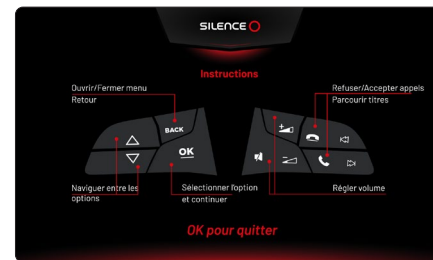 SILENCE
Instructions
Ouvrir/Fermer menu
Retour
Refuser/Accepter appels
Parcourir titres
BACK
OK
Naviguer entre les
options
Sélectionner l'option
et continuer
Régler volume
OK pour quitter